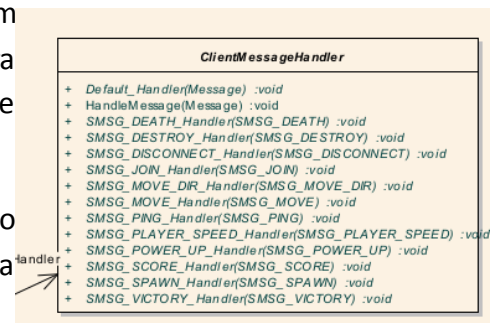 m
a
e
o
a
Handler
ClientMessageHandler
+ Default_Handler(Message) :void
+ HandleMessage(Message) :void
+ SMSG_DEATH_Handler(SMSG_DEATH) :void
+ SMSG_DESTROY_Handler(SMSG_DESTROY) :void
+ SMSG_DISCONNECT_Handler(SMSG_DISCONNECT) :void
+ SMSG_JOIN_Handler(SMSG_JOIN) :void
+ SMSG_MOVE_DIR_Handler(SMSG_MOVE_DIR) :void
+ SMSG_MOVE_Handler(SMSG_MOVE) :void
+ SMSG_PING_Handler(SMSG_PING) :void
+ SMSG_PLAYER_SPEED_Handler(SMSG_PLAYER_SPEED) :void
+ SMSG_POWER_UP_Handler(SMSG_POWER_UP) :void
+ SMSG_SCORE_Handler(SMSG_SCORE) :void
+ SMSG_SPAWN_Handler(SMSG_SPAWN) :void
+ SMSG_VICTORY_Handler(SMSG_VICTORY) :void